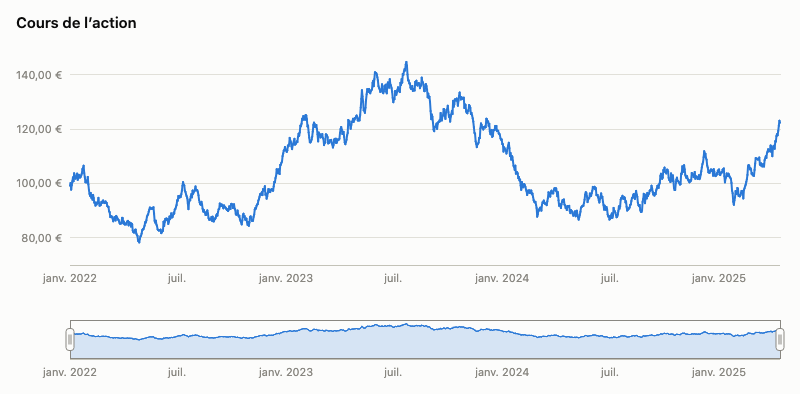 Cours de l’action
140,00 €
120,00 €
100,00 €
80,00 €
janv. 2022 juil. janv. 2023 juil. janv. 2024 juil. janv. 2025
janv. 2022 juil. janv. 2023 juil. janv. 2024 juil. janv. 2025